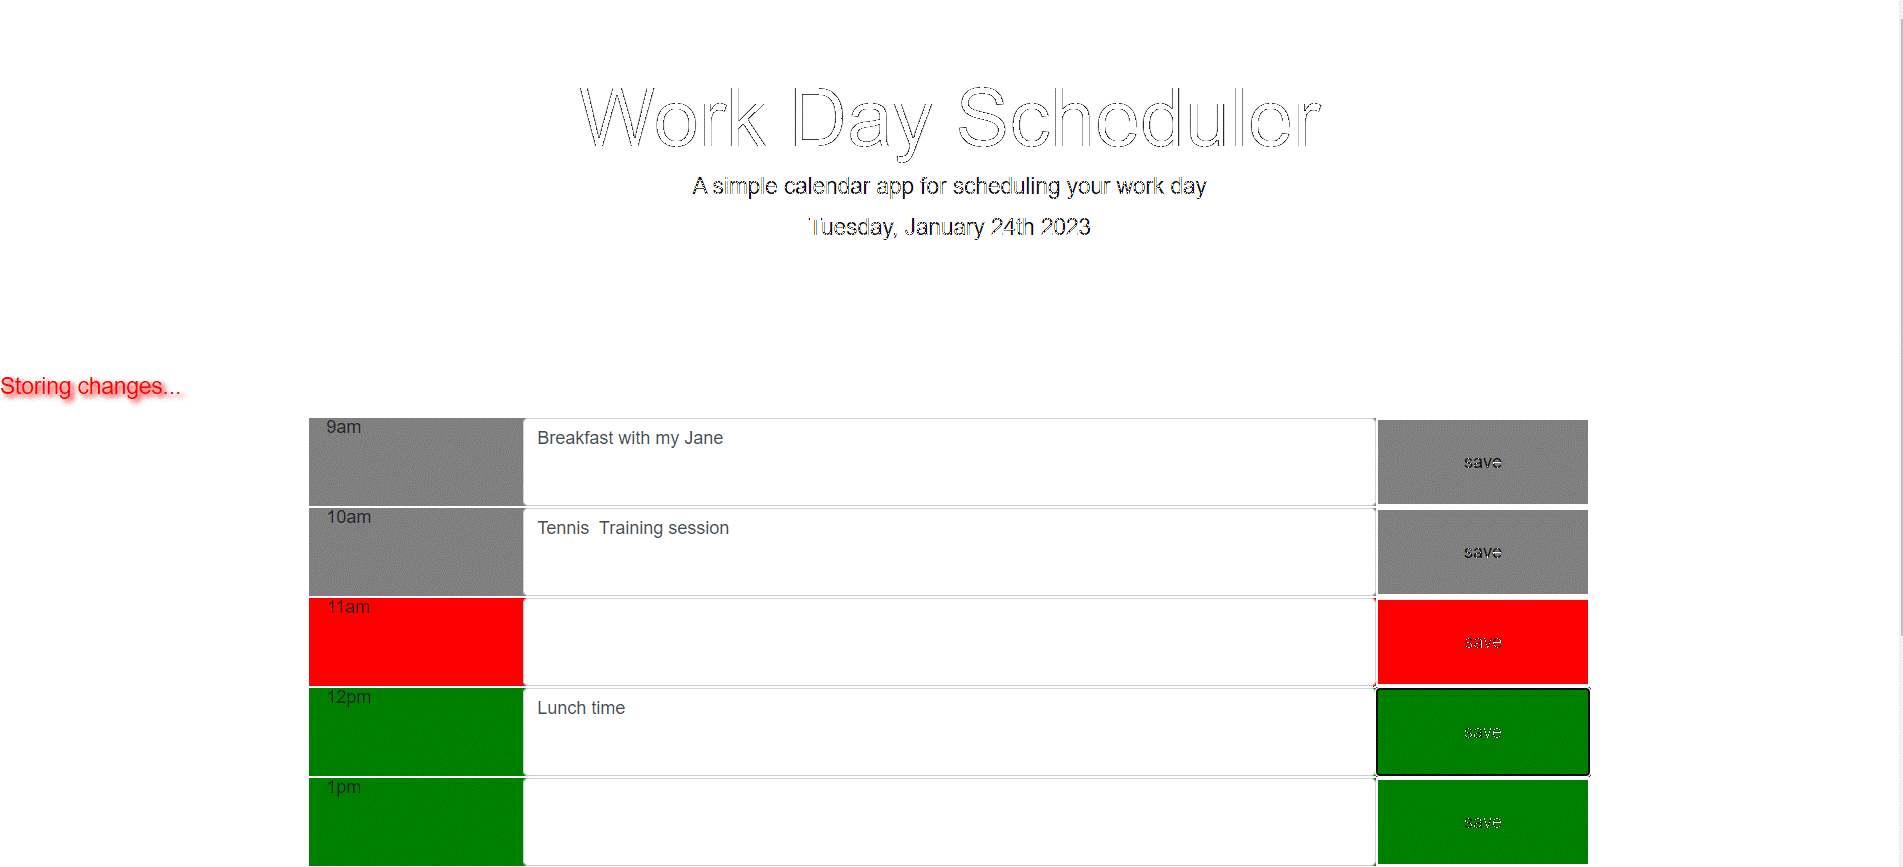 Work Day Scheduler
A simple calendar app for scheduling your work day
Tuesday, January 24th 2023
Storing changes...
9am
Breakfast with my Jane
save
10am
Tennis  Training session
save
11am
save
12pm
Lunch time
save
1pm
save